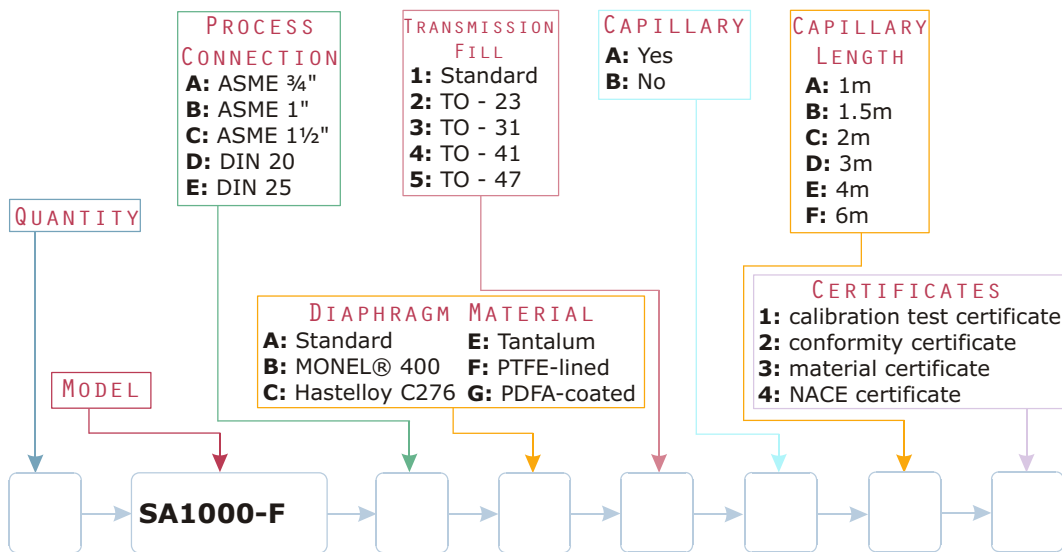 PROCESS
CONNECTION
A: ASME ¾"
B: ASME 1"
C: ASME 1½"
D: DIN 20
E: DIN 25
TRANSMISSION
FILL
1: Standard
2: TO - 23
3: TO - 31
4: TO - 41
5: TO - 47
CAPILLARY
A: Yes
B: No
CAPILLARY
LENGTH
A: 1m
B: 1.5m
C: 2m
D: 3m
E: 4m
F: 6m
QUANTITY
DIAPHRAGM MATERIAL
A: Standard
B: MONEL® 400
C: Hastelloy C276
E: Tantalum
F: PTFE-lined
G: PDFA-coated
CERTIFICATES
1: calibration test certificate
2: conformity certificate
3: material certificate
4: NACE certificate
MODEL
SA1000-F